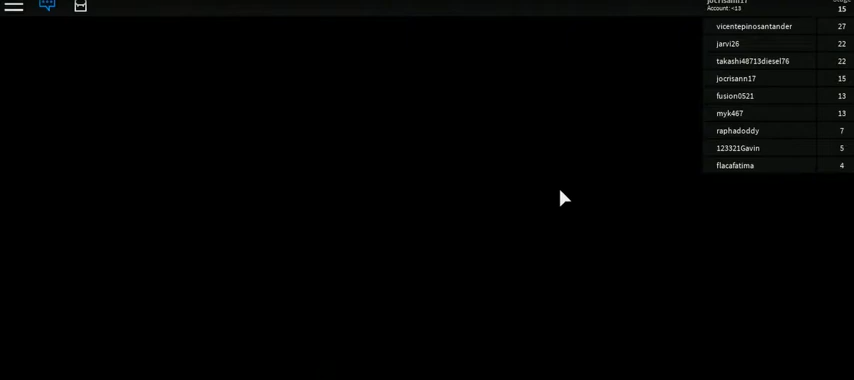 jocrisann17
Account: <13
15
vicentepinosantander 27
jarvi26 22
takashi48713diesel76 22
jocrisann17 15
fusion0521 13
myk467 13
raphadoddy 7
123321Gavin 5
flacafatima 4